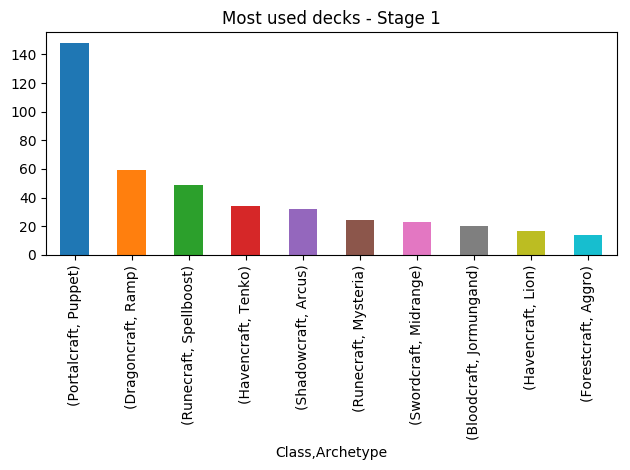 Most used decks - Stage 1
140
120
100
80
60
40
20
0
(Portalcraft, Puppet)
(Dragoncraft, Ramp)
(Runecraft, Spellboost)
(Havencraft, Tenko)
(Shadowcraft, Arcus)
(Runecraft, Mysteria)
(Swordcraft, Midrange)
(Bloodcraft, Jormungand)
(Havencraft, Lion)
(Forestcraft, Aggro)
Class,Archetype